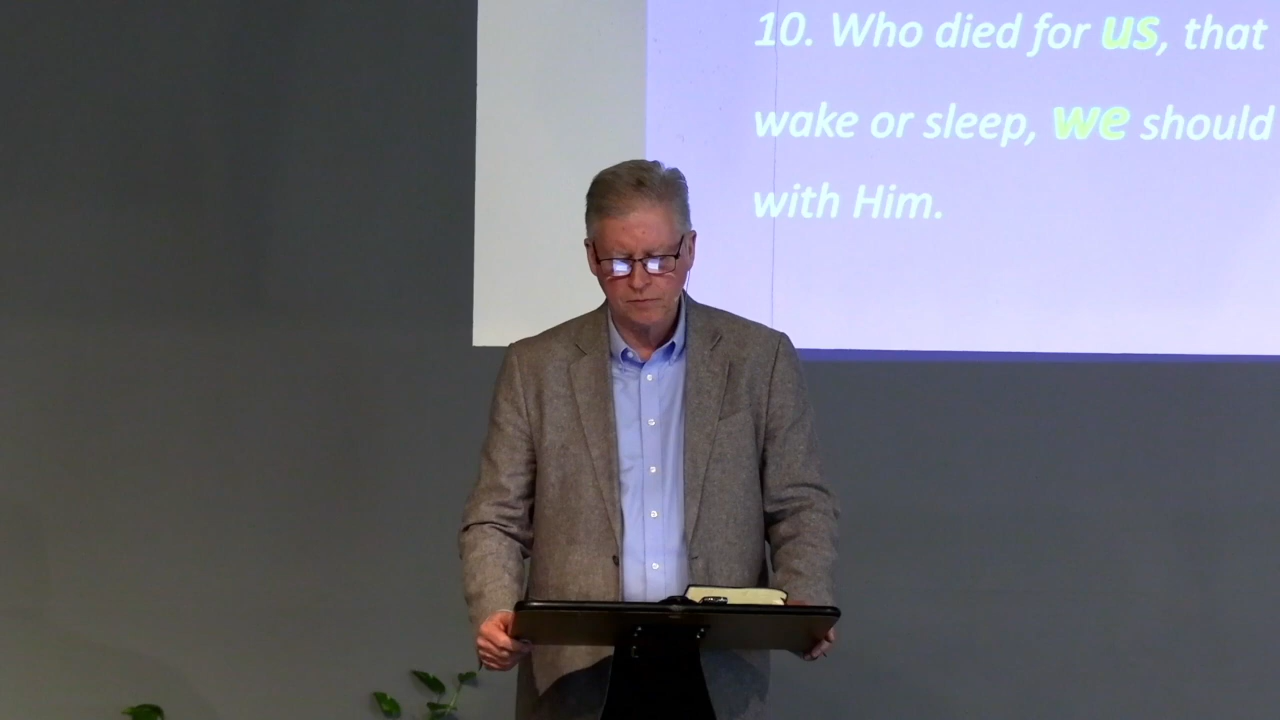 10. Who died for us, that
wake or sleep, we should
with Him.